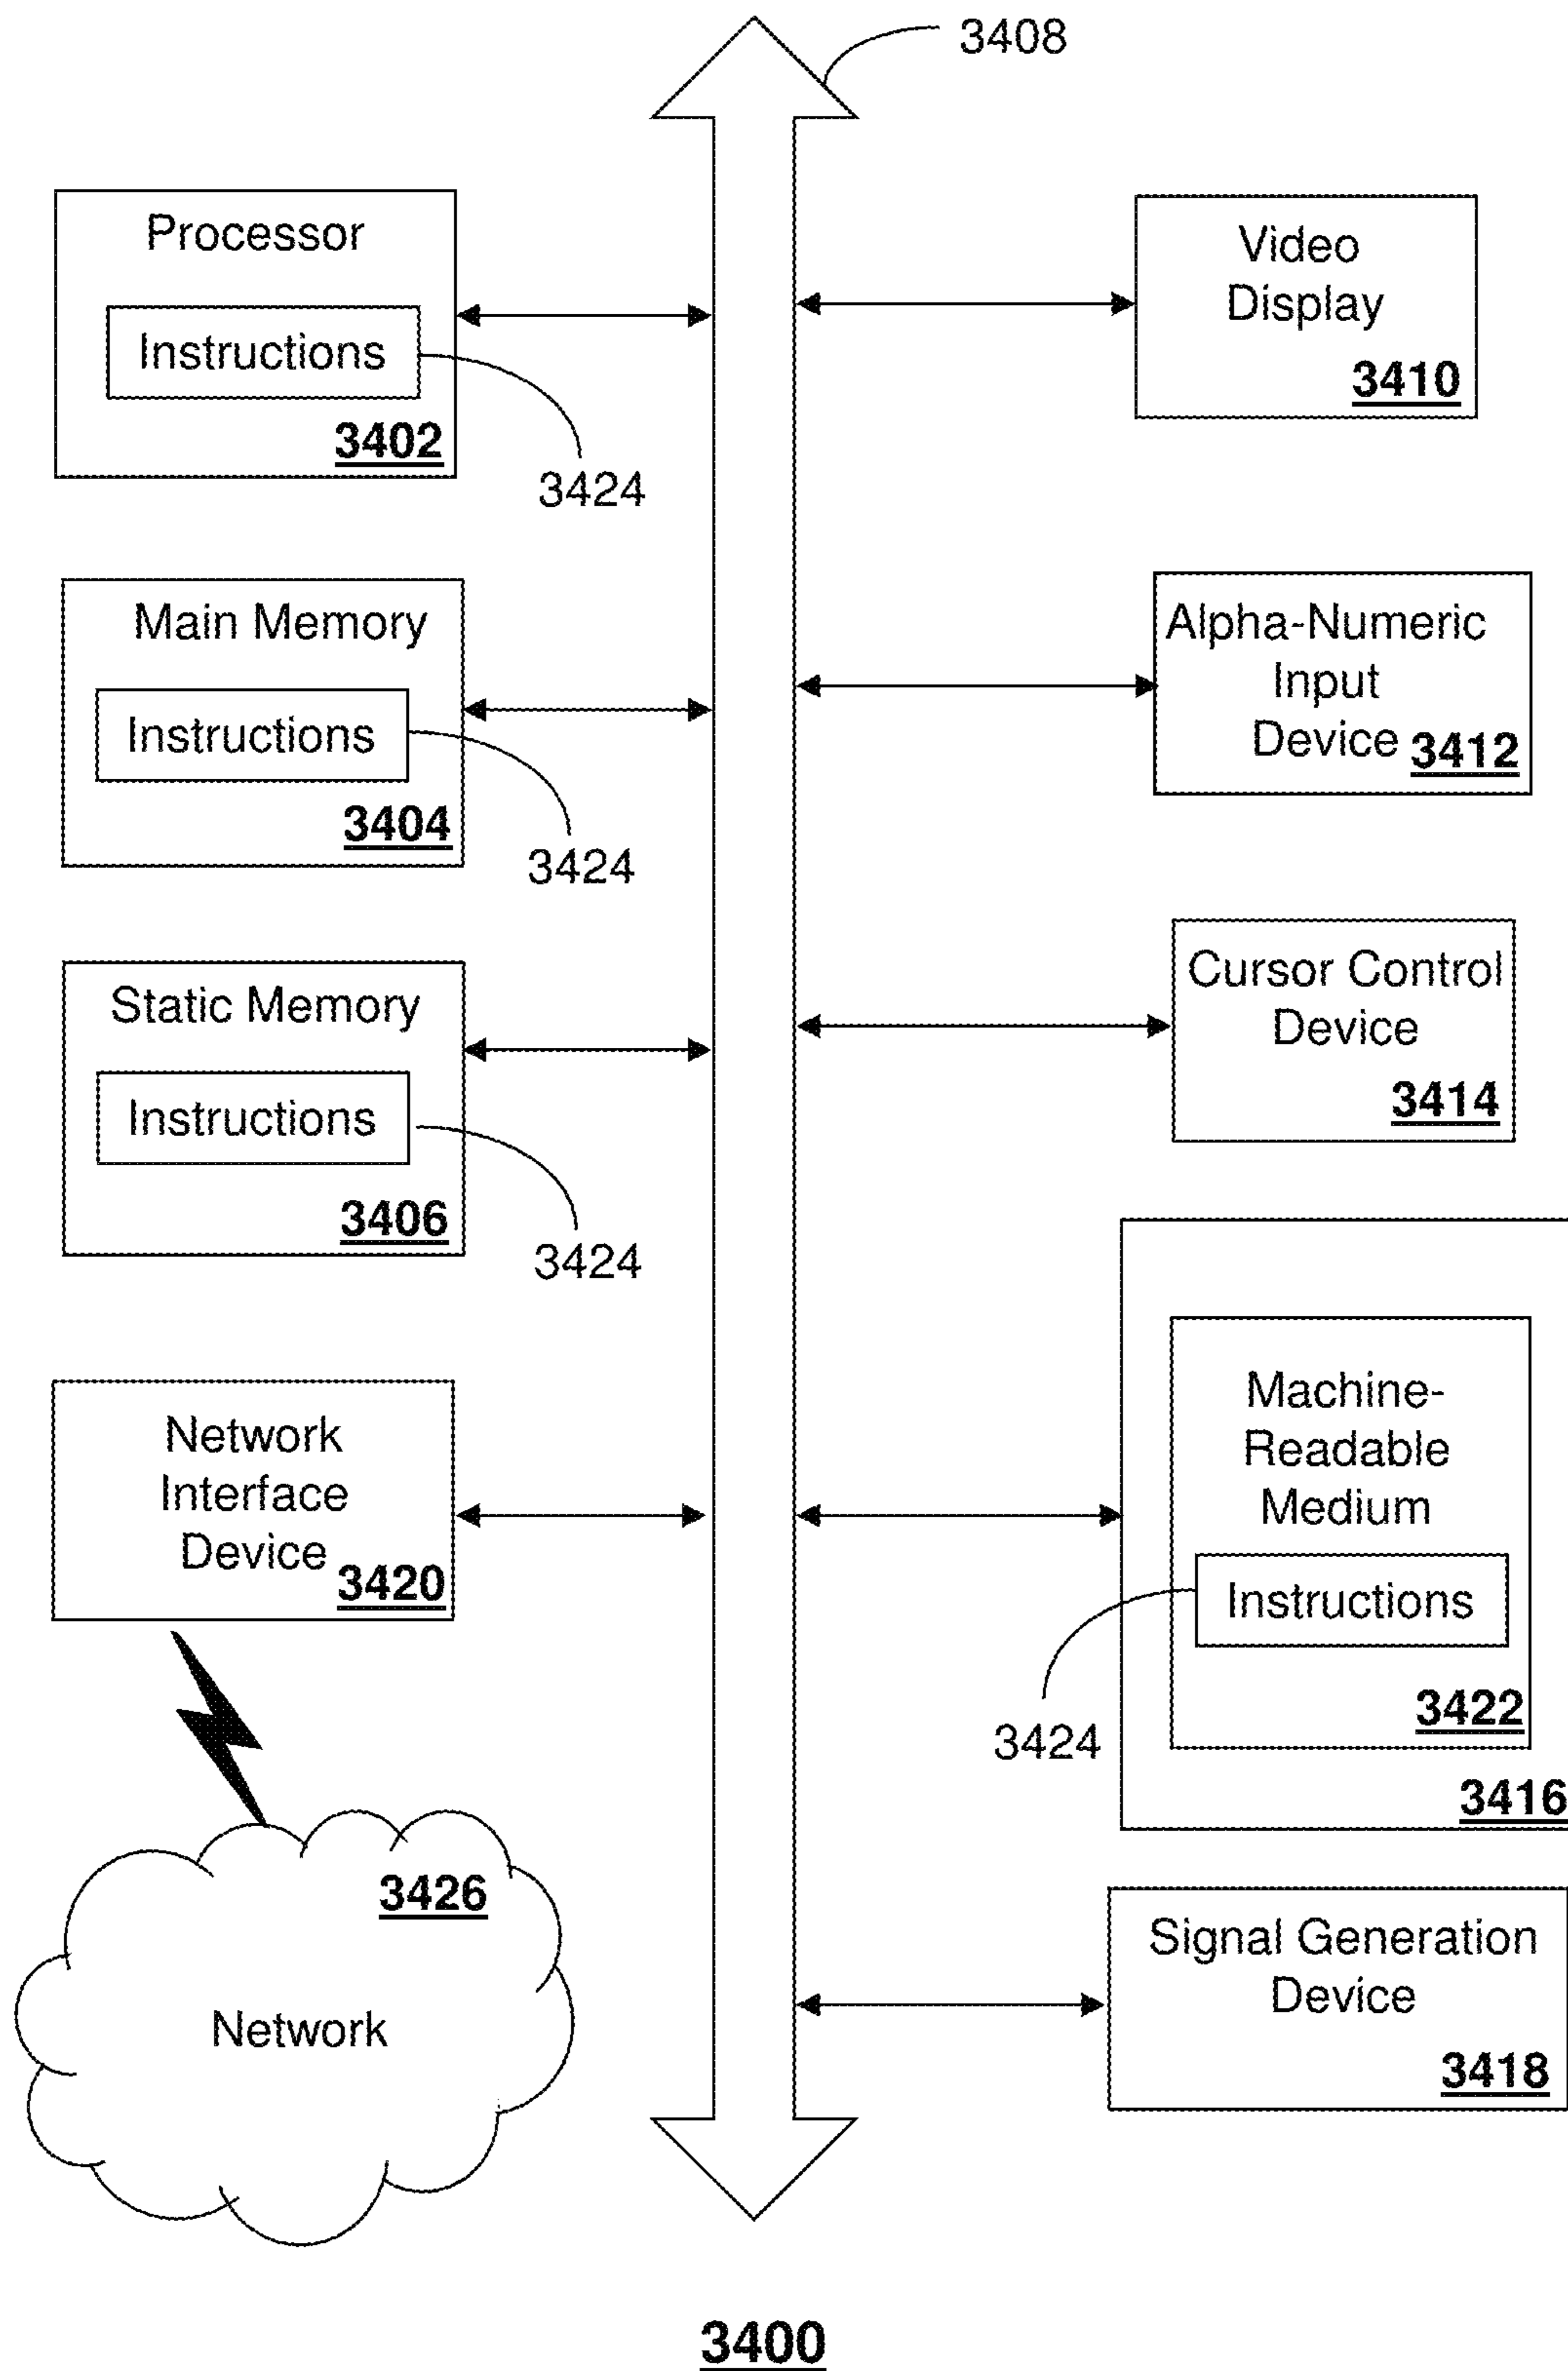 3408
Processor
Instructions
3402
3424
Main Memory
Instructions
3404
3424
Static Memory
Instructions
3406
3424
Network
Interface
Device
3420
3426
Network
Video
Display
3410
Alpha-Numeric
Input
Device
3412
Cursor Control
Device
3414
Machine-
Readable
Medium
Instructions
3422
3424
3416
Signal Generation
Device
3418
3400